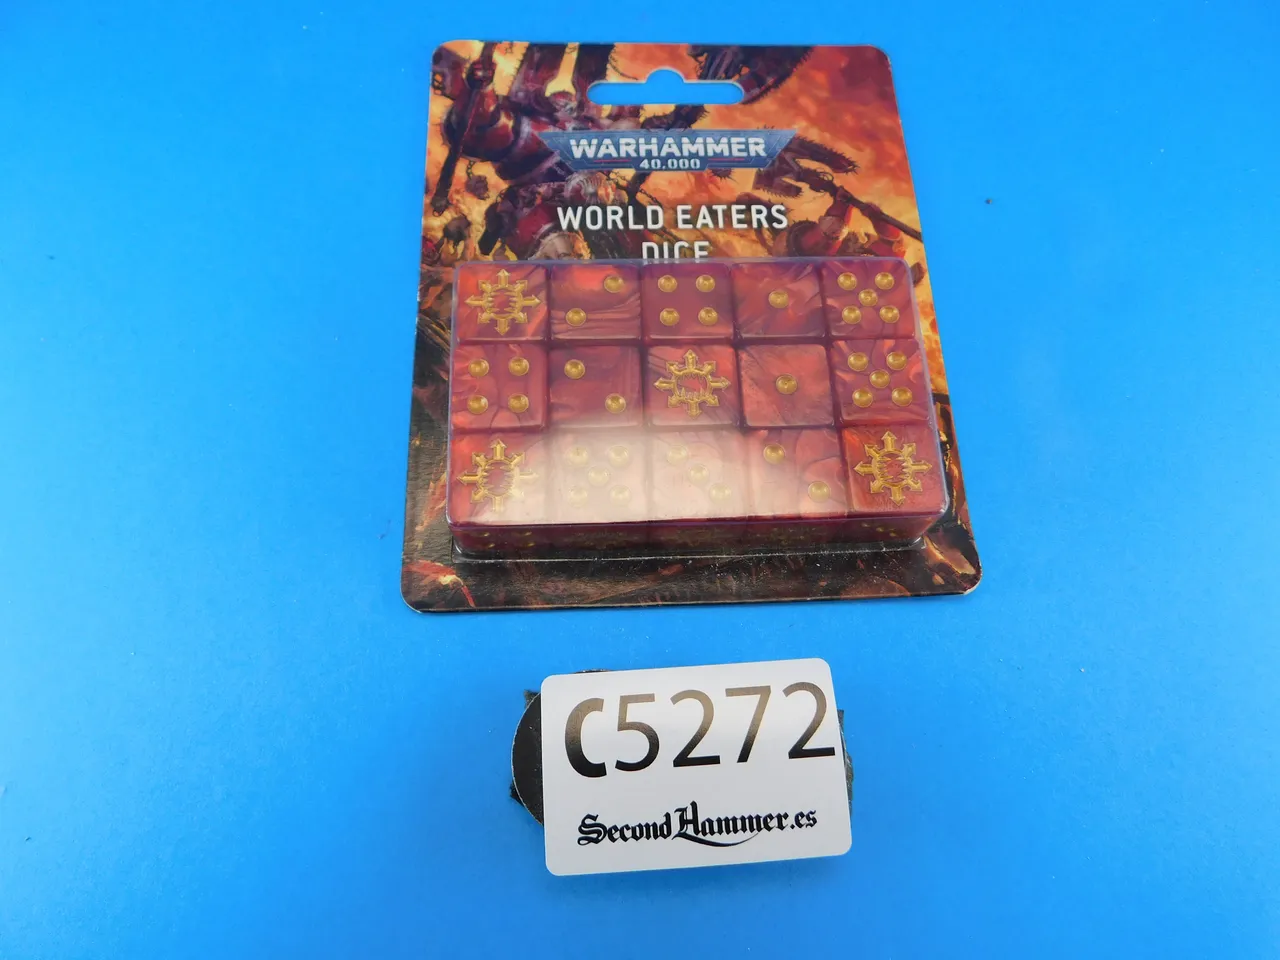 WARHAMMER
40.000
WORLD EATERS
DICE
C5272
SecondHammer.es